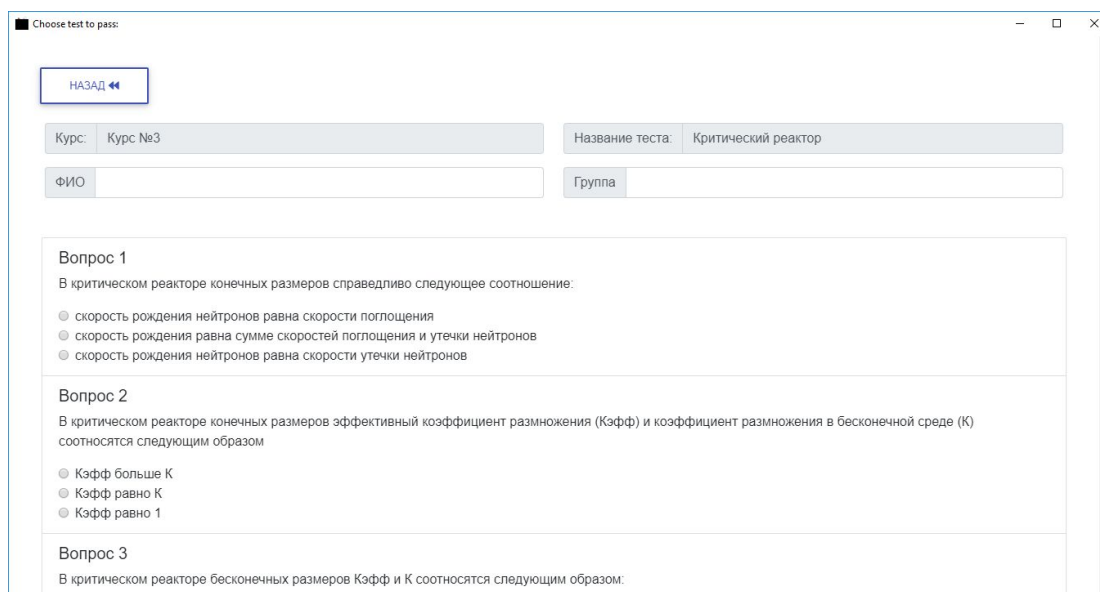 Choose test to pass:
НАЗАД
Курс: Курс №3
Название теста: Критический реактор
ФИО
Группа
Вопрос 1
В критическом реакторе конечных размеров справедливо следующее соотношение:
скорость рождения нейтронов равна скорости поглощения
скорость рождения равна сумме скоростей поглощения и утечки нейтронов
скорость рождения нейтронов равна скорости утечки нейтронов
Вопрос 2
В критическом реакторе конечных размеров эффективный коэффициент размножения (Кэфф) и коэффициент размножения в бесконечной среде (К)
соотносятся следующим образом
Кэфф больше К
Кэфф равно К
Кэфф равно 1
Вопрос 3
В критическом реакторе бесконечных размеров Кэфф и К соотносятся следующим образом: